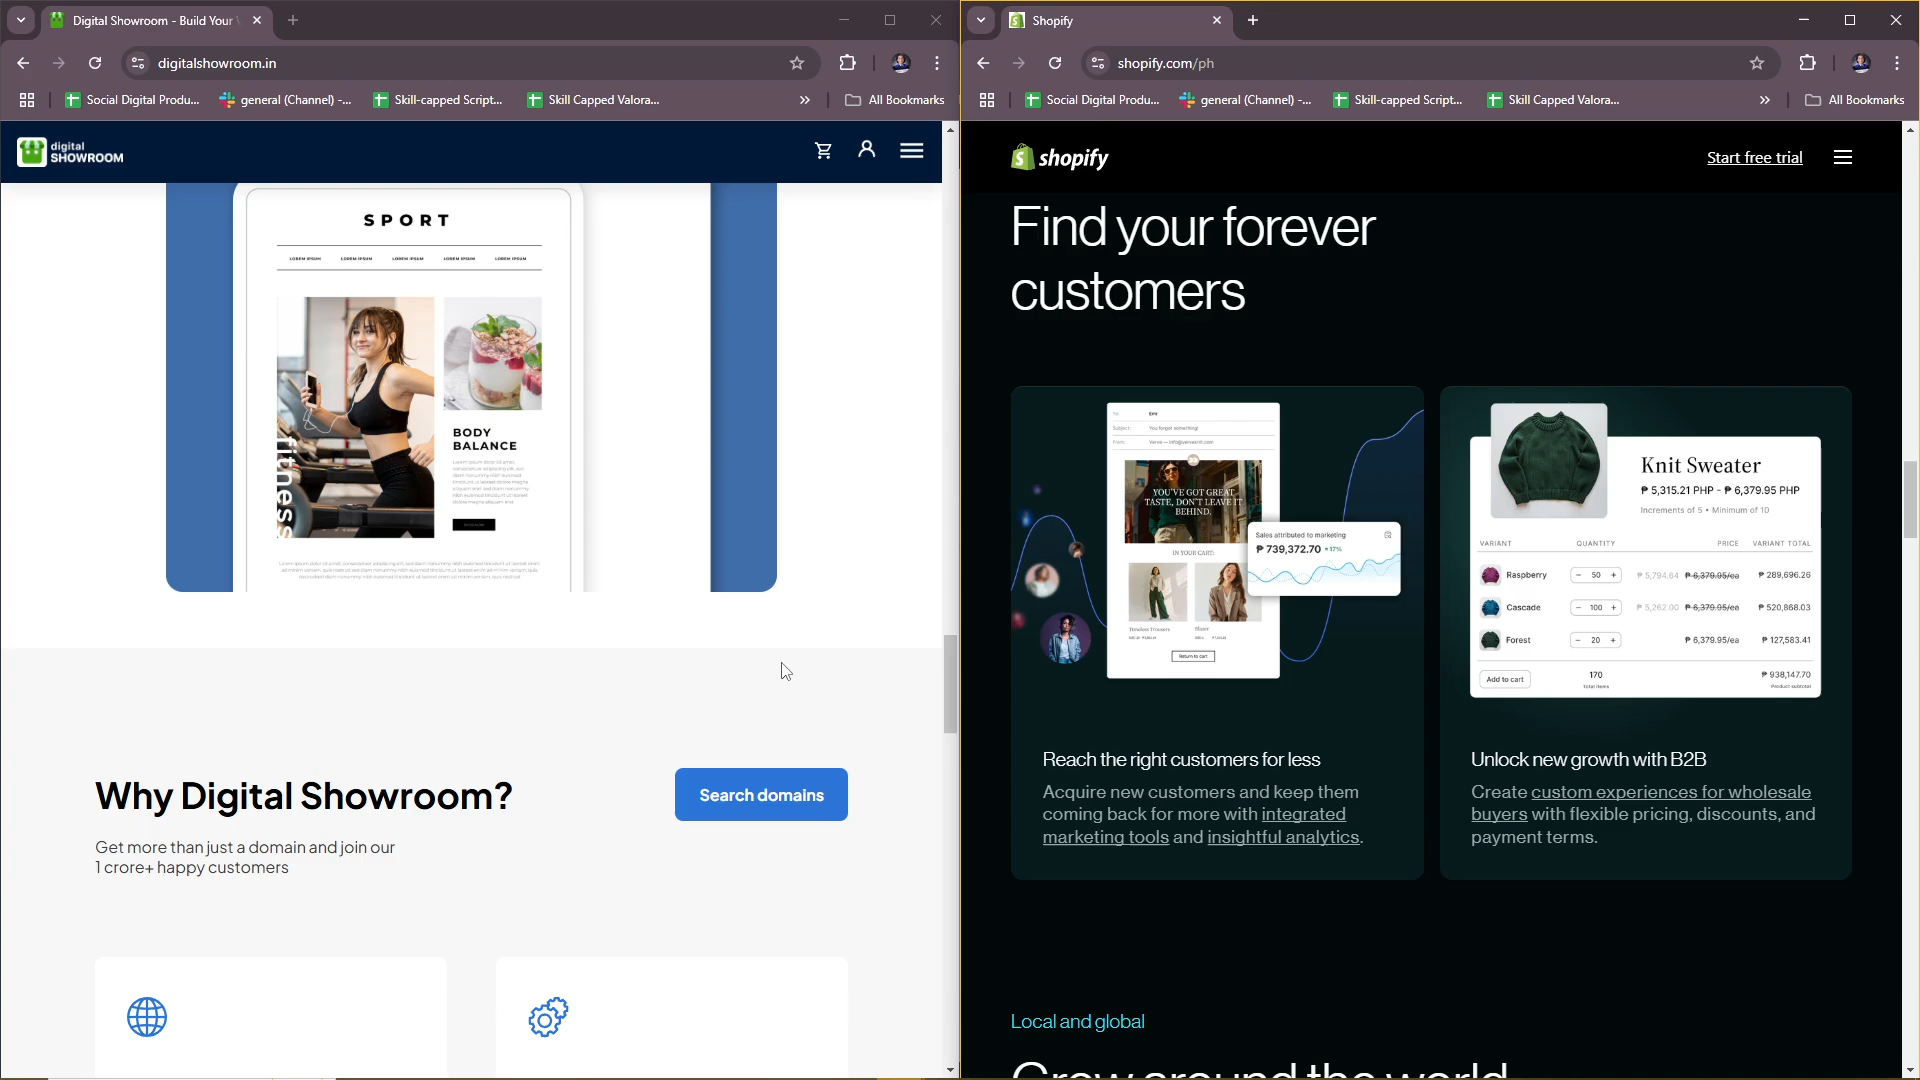 Digital Showroom - Build Your
digitalshowroom.in
Social Digital Produ...
general (Channel) -...
Skill-capped Script...
Skill Capped Valora...
»
All Bookmarks
digital
SHOWROOM
SPORT
LOREM IPSUM LOREM IPSUM LOREM IPSUM LOREM IPSUM LOREM IPSUM
fitness
BODY
BALANCE
Why Digital Showroom?
Search domains
Get more than just a domain and join our
1 crore+ happy customers
Shopify
shopify.com/ph
Social Digital Produ...
general (Channel) -...
Skill-capped Script...
Skill Capped Valora...
»
All Bookmarks
shopify
Start free trial
Find your forever
customers
To Erin
Subject: You forgot something!
From:
YOU'VE GOT GREAT
TASTE, DON'T LEAVE IT
BEHIND.
IN YOUR CART:
Timeless Trousers
Blazer
Return to cart
Sales attributed to marketing
₱ 739,372.70 17%
Reach the right customers for less
Acquire new customers and keep them
coming back for more with integrated
marketing tools and insightful analytics.
Knit Sweater
₱ 5,315.21 PHP - ₱ 6,379.95 PHP
Increments of 5 • Minimum of 10
VARIANT QUANTITY PRICE VARIANT TOTAL
Raspberry − 50 + ₱ 5,794.64 ₱ 6,379.95/ea ₱ 289,696.26
Cascade − 100 + ₱ 5,262.00 ₱ 6,379.95/ea ₱ 520,868.03
Forest − 20 + ₱ 6,379.95/ea ₱ 127,583.41
Add to cart 170 ₱ 938,147.70
Total items Product subtotal
Unlock new growth with B2B
Create custom experiences for wholesale
buyers with flexible pricing, discounts, and
payment terms.
Local and global
Grow around the world